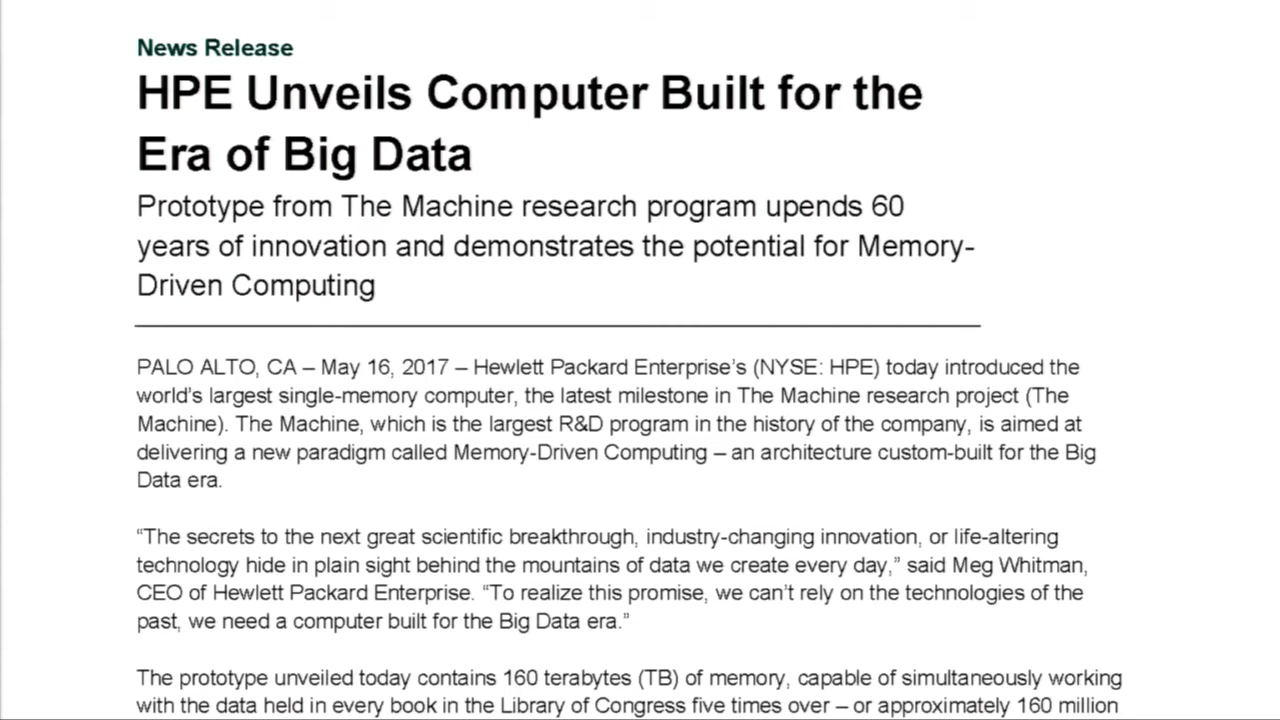 News Release
HPE Unveils Computer Built for the
Era of Big Data
Prototype from The Machine research program upends 60
years of innovation and demonstrates the potential for Memory-
Driven Computing
PALO ALTO, CA – May 16, 2017 – Hewlett Packard Enterprise’s (NYSE: HPE) today introduced the
world’s largest single-memory computer, the latest milestone in The Machine research project (The
Machine). The Machine, which is the largest R&D program in the history of the company, is aimed at
delivering a new paradigm called Memory-Driven Computing – an architecture custom-built for the Big
Data era.
“The secrets to the next great scientific breakthrough, industry-changing innovation, or life-altering
technology hide in plain sight behind the mountains of data we create every day,” said Meg Whitman,
CEO of Hewlett Packard Enterprise. “To realize this promise, we can’t rely on the technologies of the
past, we need a computer built for the Big Data era.”
The prototype unveiled today contains 160 terabytes (TB) of memory, capable of simultaneously working
with the data held in every book in the Library of Congress five times over – or approximately 160 million